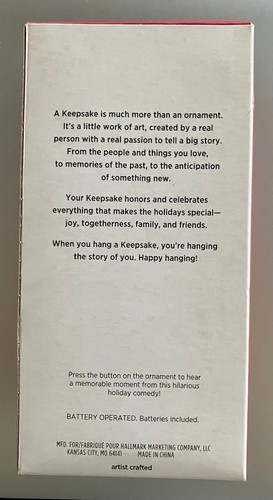 A Keepsake is much more than an ornament.
It's a little work of art, created by a real
person with a real passion to tell a big story.
From the people and things you love,
to memories of the past, to the anticipation
of something new.
Your Keepsake honors and celebrates
everything that makes the holidays special—
joy, togetherness, family, and friends.
When you hang a Keepsake, you're hanging
the story of you. Happy hanging!
Press the button on the ornament to hear
a memorable moment from this hilarious
holiday comedy!
BATTERY OPERATED. Batteries included.
MFD. FOR/FABRIQUÉ POUR HALLMARK MARKETING COMPANY, LLC
KANSAS CITY, MO 64141 MADE IN CHINA
artist crafted